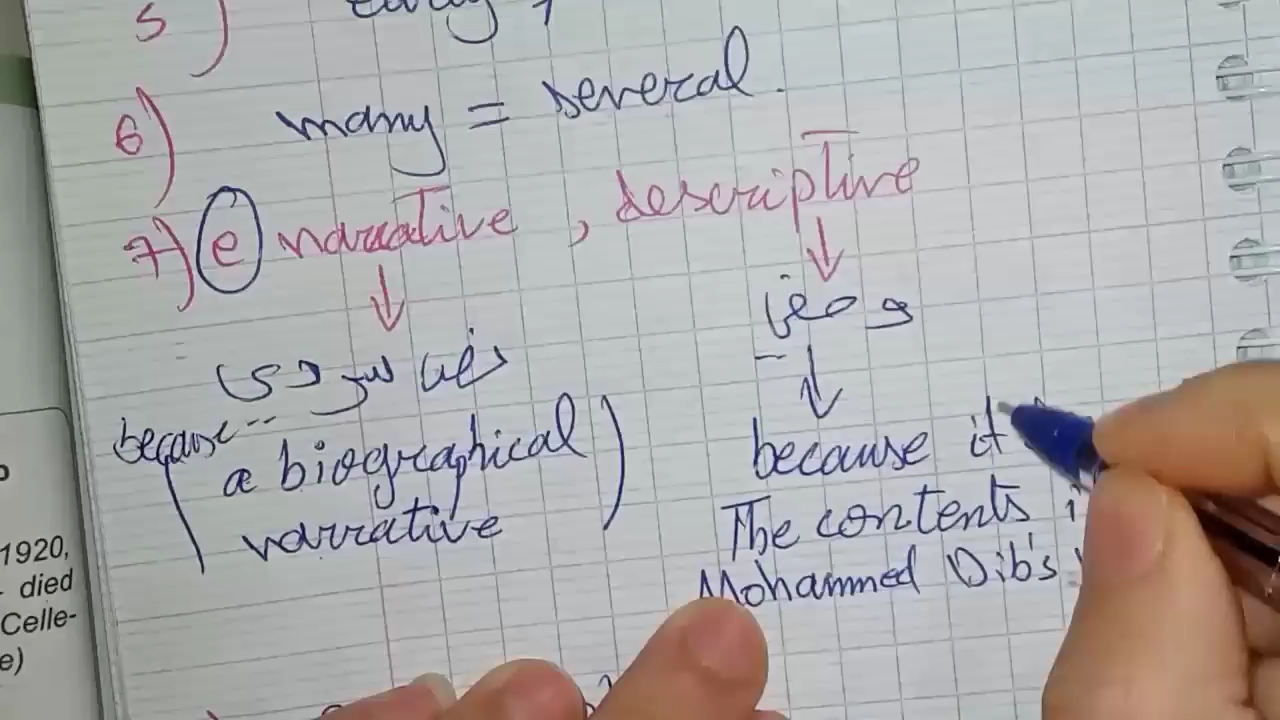 5)
6) many = several.
7) e narrative , descriptive
وصفي
سردي
because--
(a biographical
narrative)
because it
The contents
Mohammed Dib's
1920,
- died
Celle-
e)